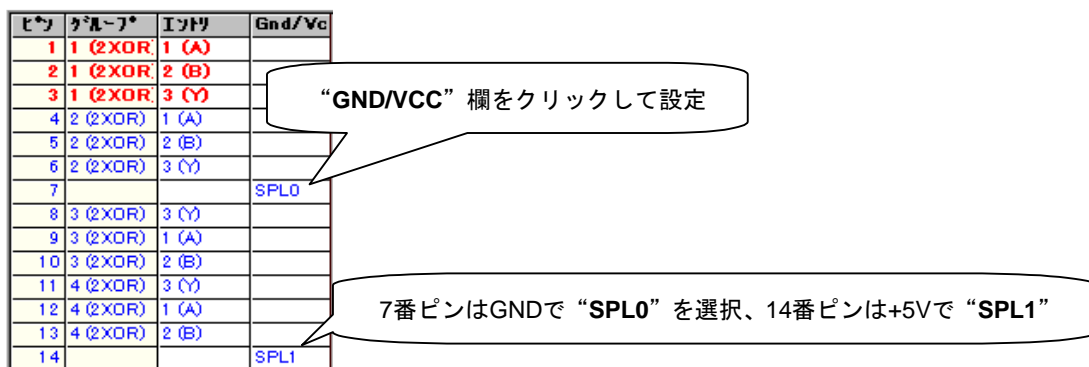 ﾋﾟﾝ ｸﾞﾙｰﾌﾟ ｴﾝﾄﾘ Gnd/Vc
1 1 (2XOR) 1 (A)
2 1 (2XOR) 2 (B)
3 1 (2XOR) 3 (Y)
“GND/VCC”欄をクリックして設定
4 2 (2XOR) 1 (A)
5 2 (2XOR) 2 (B)
6 2 (2XOR) 3 (Y)
7 SPL0
8 3 (2XOR) 3 (Y)
9 3 (2XOR) 1 (A)
10 3 (2XOR) 2 (B)
11 4 (2XOR) 3 (Y)
7番ピンはGNDで“SPL0”を選択、14番ピンは+5Vで“SPL1”
12 4 (2XOR) 1 (A)
13 4 (2XOR) 2 (B)
14 SPL1